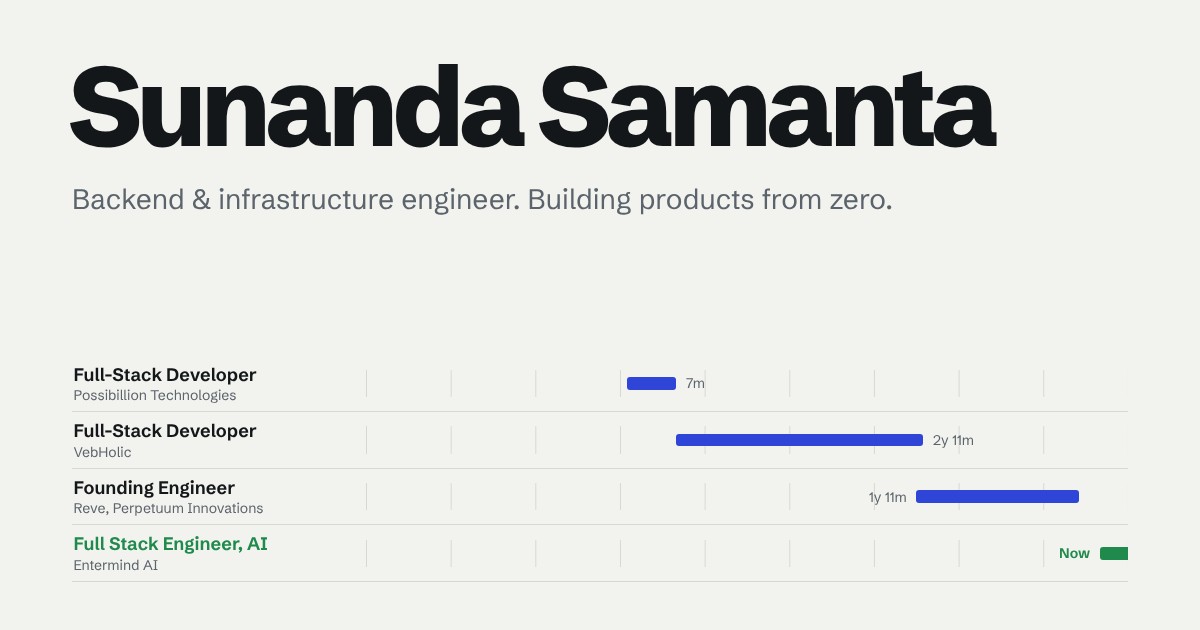 Sunanda Samanta
Backend & infrastructure engineer. Building products from zero.
Full-Stack Developer
Possibillion Technologies
7m
Full-Stack Developer
VebHolic
2y 11m
Founding Engineer
Reve, Perpetuum Innovations
1y 11m
Full Stack Engineer, AI
Entermind AI
Now